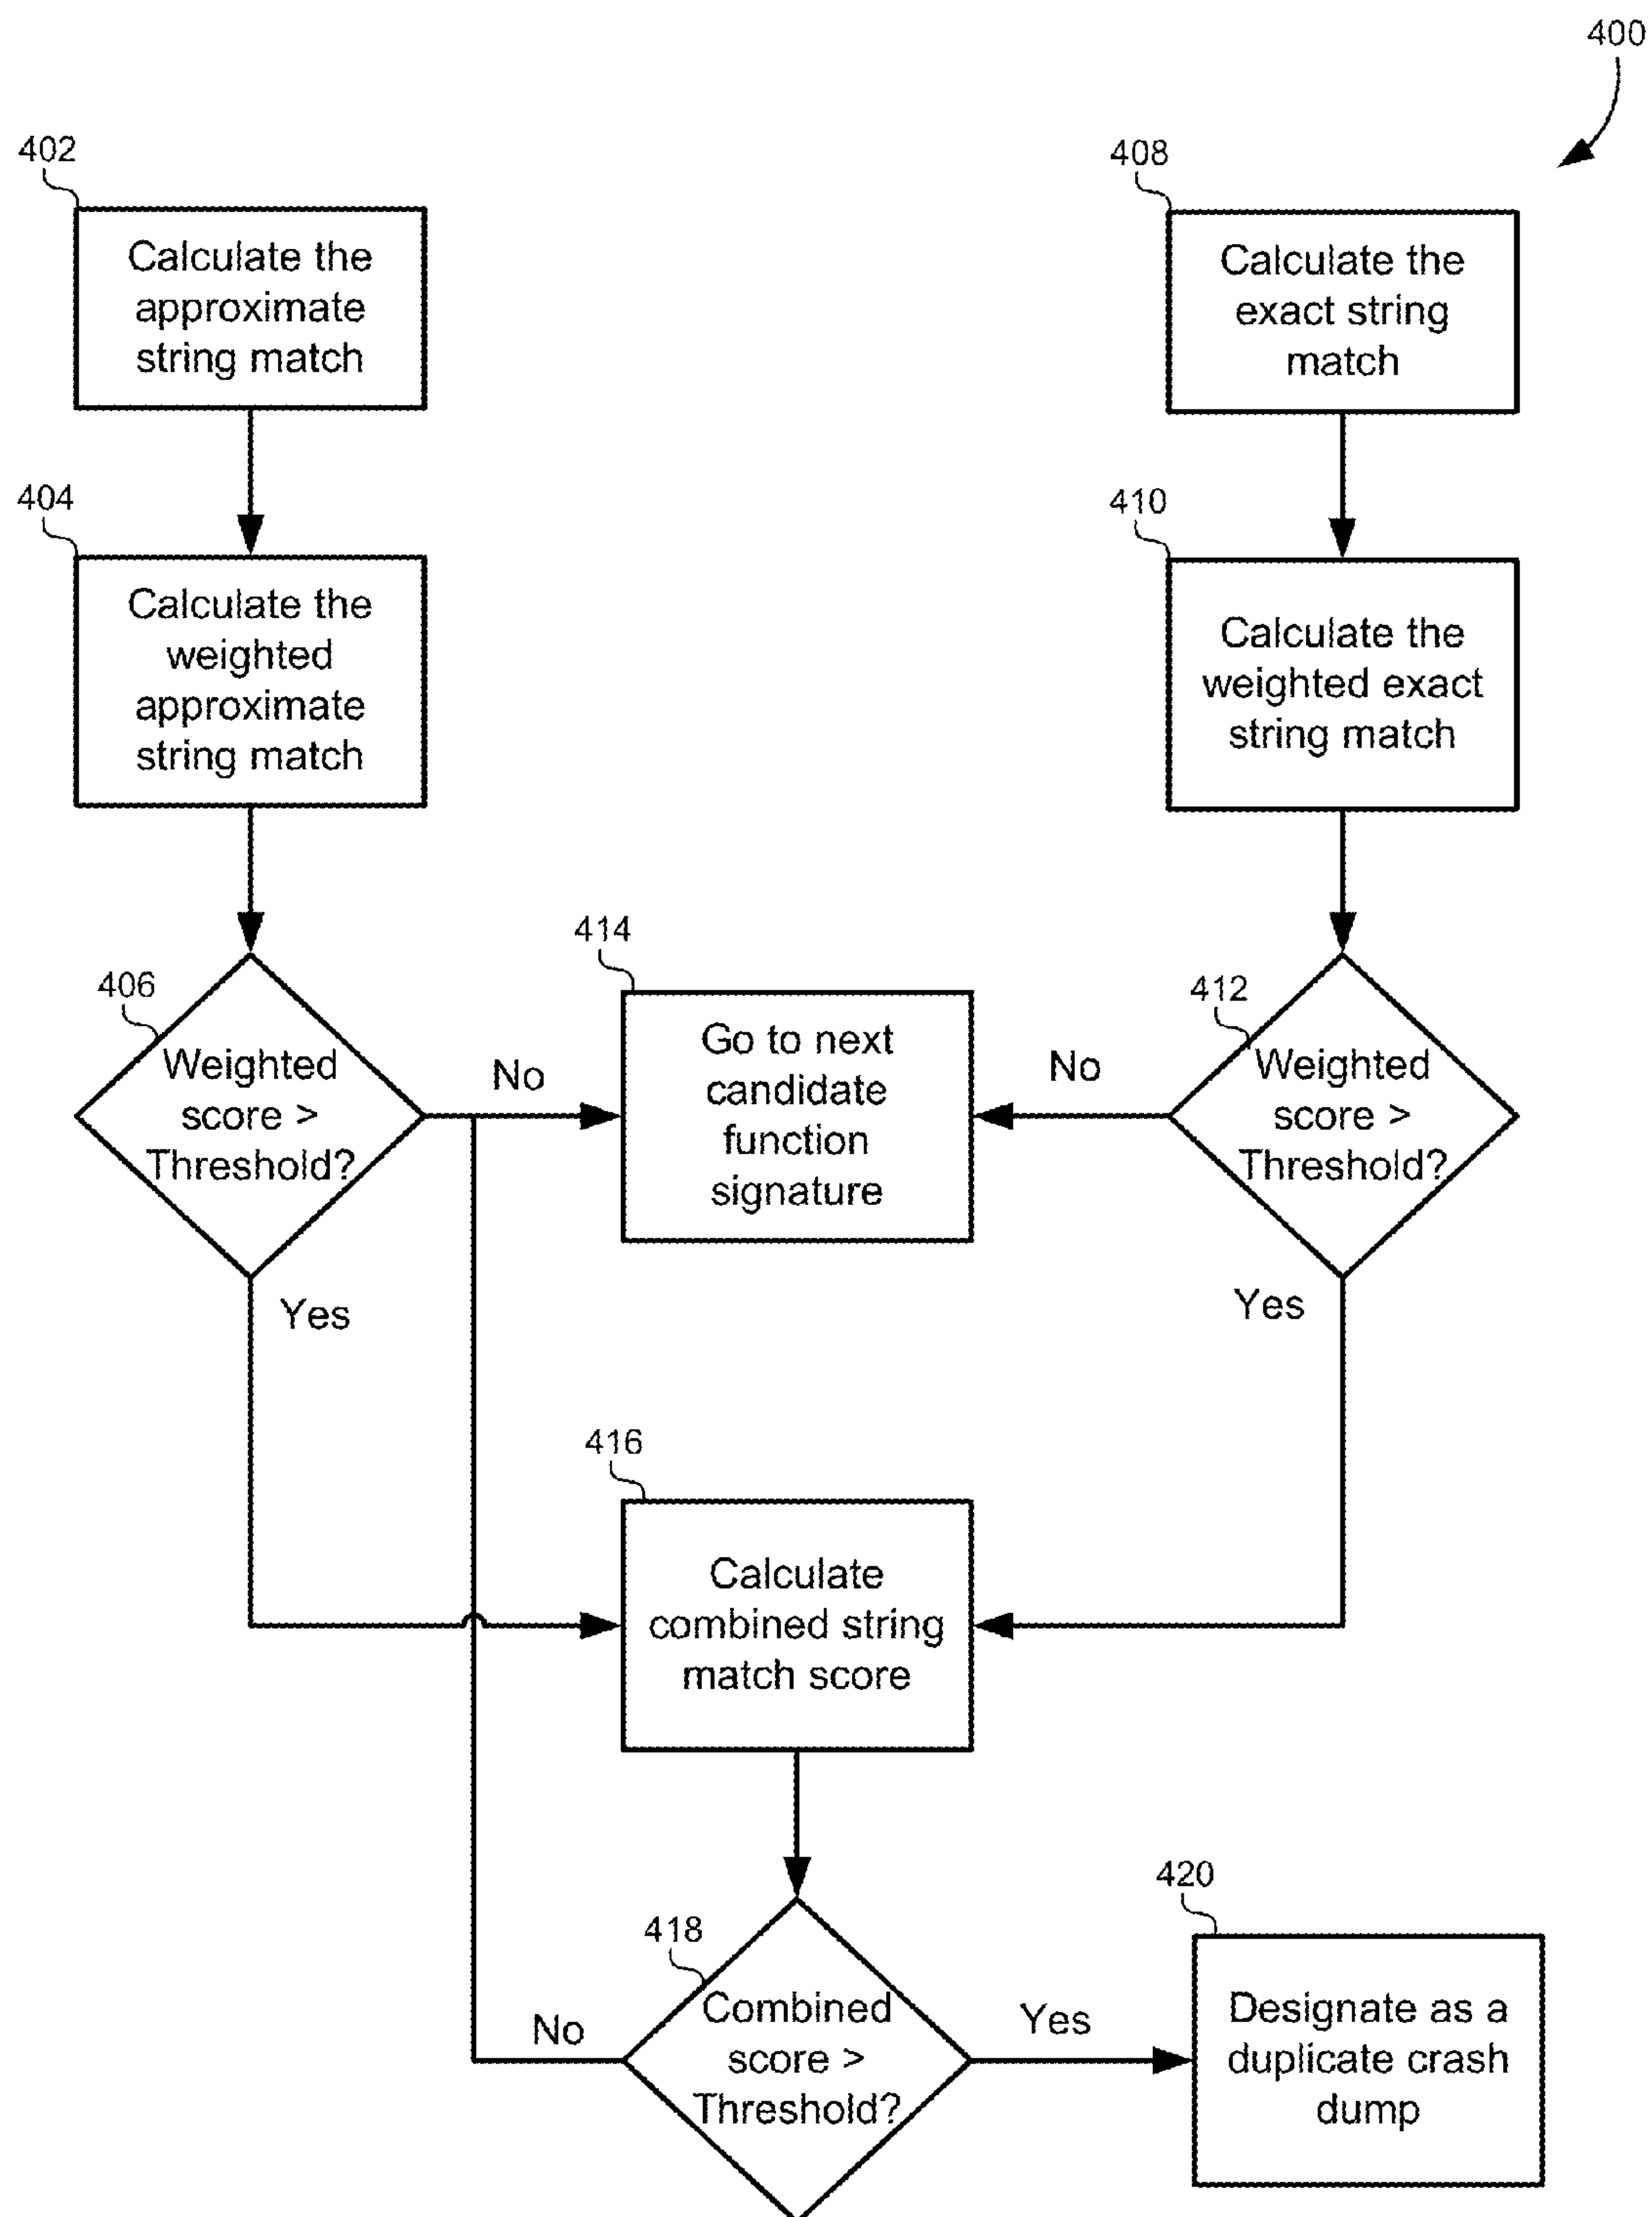 400
402
Calculate the
approximate
string match
408
Calculate the
exact string
match
404
Calculate the
weighted
approximate
string match
410
Calculate the
weighted exact
string match
406
Weighted
score >
Threshold?
No
414
Go to next
candidate
function
signature
No
412
Weighted
score >
Threshold?
Yes
Yes
416
Calculate
combined string
match score
418
Combined
score >
Threshold?
No
Yes
420
Designate as a
duplicate crash
dump